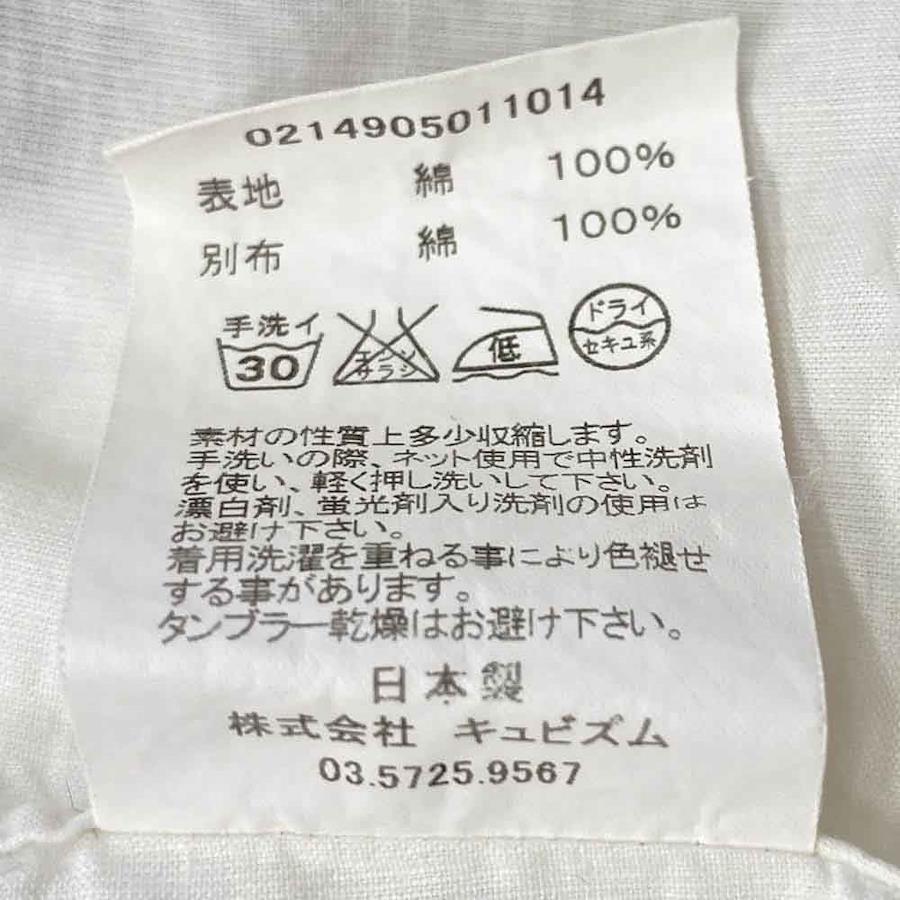 0214905011014
表地 綿 100%
別布 綿 100%
手洗イ
30
エンソ
サラシ
低
ドライ
セキユ系
素材の性質上多少収縮します。
手洗いの際、ネット使用で中性洗剤
を使い、軽く押し洗いして下さい。
漂白剤、蛍光剤入り洗剤の使用は
お避け下さい。
着用洗濯を重ねる事により色褪せ
する事があります。
タンブラー乾燥はお避け下さい。
日本製
株式会社 キュビズム
03.5725.9567